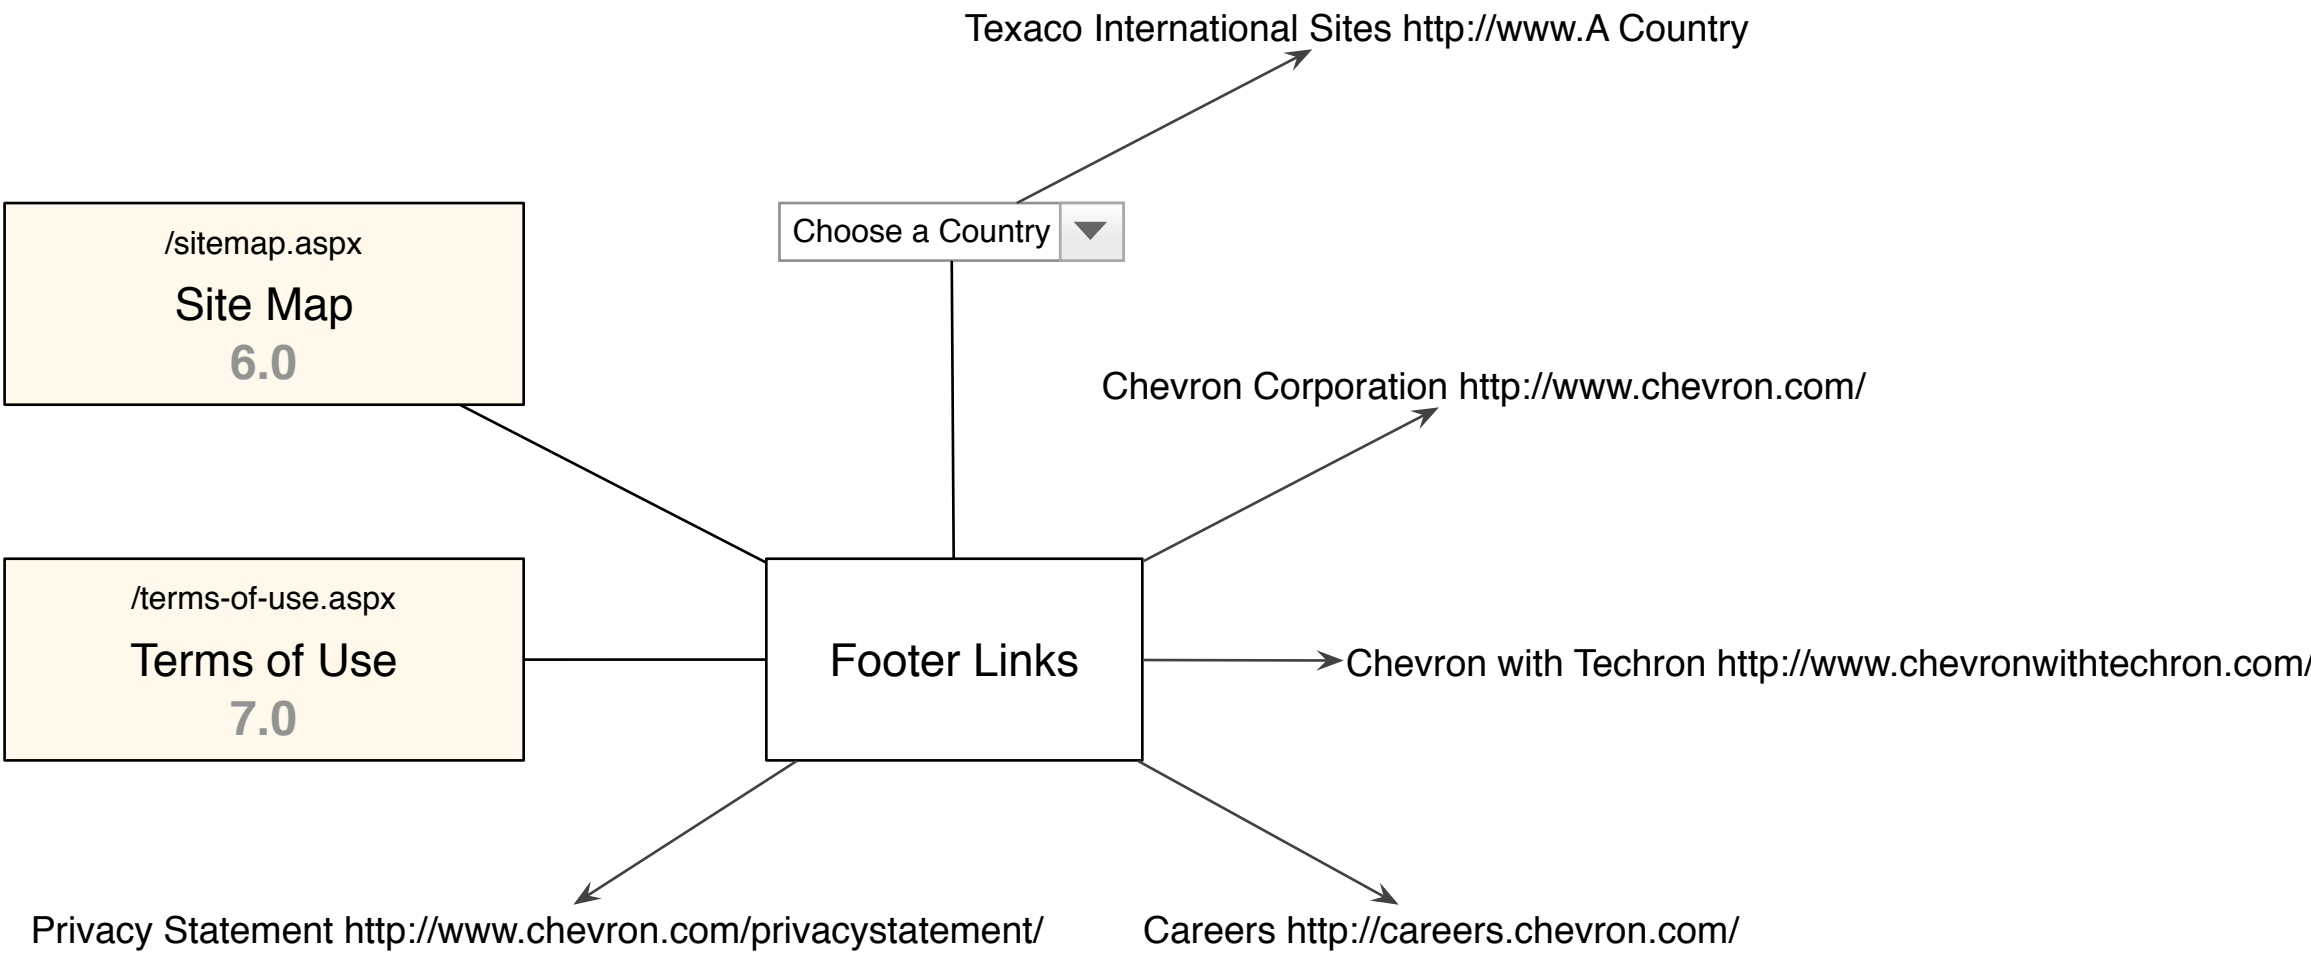 Texaco International Sites http://www.A Country
Choose a Country
/sitemap.aspx
Site Map
6.0
Chevron Corporation http://www.chevron.com/
/terms-of-use.aspx
Terms of Use
7.0
Footer Links
Chevron with Techron http://www.chevronwithtechron.com/
Privacy Statement http://www.chevron.com/privacystatement/
Careers http://careers.chevron.com/